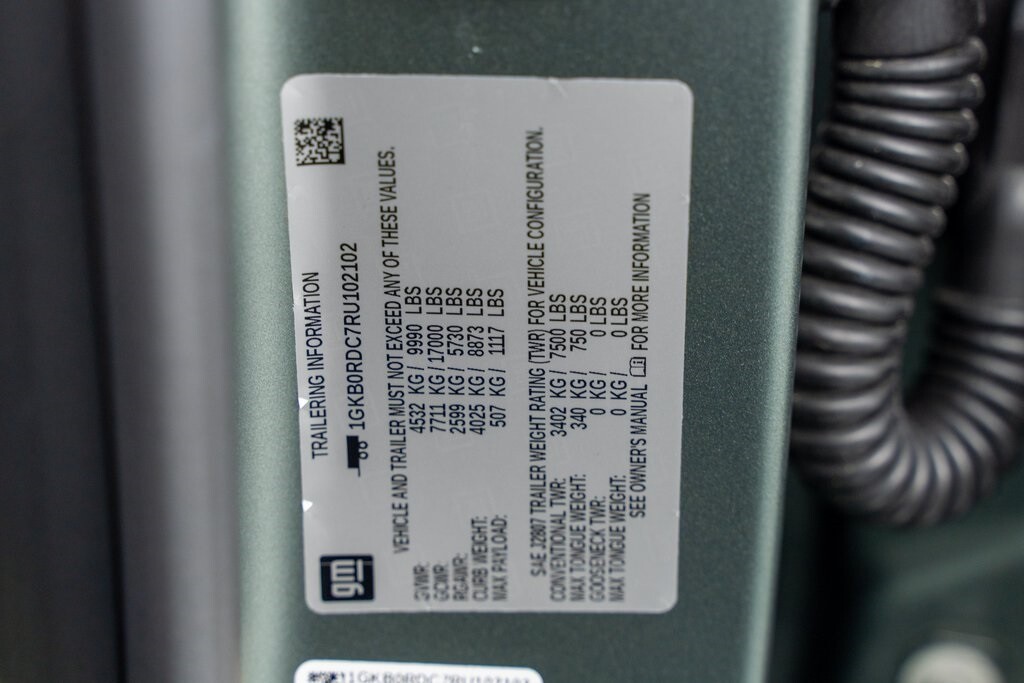 gm
TRAILERING INFORMATION
1GKB0RDC7RU102102
VEHICLE AND TRAILER MUST NOT EXCEED ANY OF THESE VALUES.
GVWR: 4532 KG / 9990 LBS
GCWR: 7711 KG / 17000 LBS
RGAWR: 2599 KG / 5730 LBS
CURB WEIGHT: 4025 KG / 8873 LBS
MAX PAYLOAD: 507 KG / 1117 LBS
SAE J2807 TRAILER WEIGHT RATING (TWR) FOR VEHICLE CONFIGURATION.
CONVENTIONAL TWR: 3402 KG / 7500 LBS
MAX TONGUE WEIGHT: 340 KG / 750 LBS
GOOSENECK TWR: 0 KG / 0 LBS
MAX TONGUE WEIGHT: 0 KG / 0 LBS
SEE OWNER'S MANUAL FOR MORE INFORMATION
1GKB0RDC7RU102102